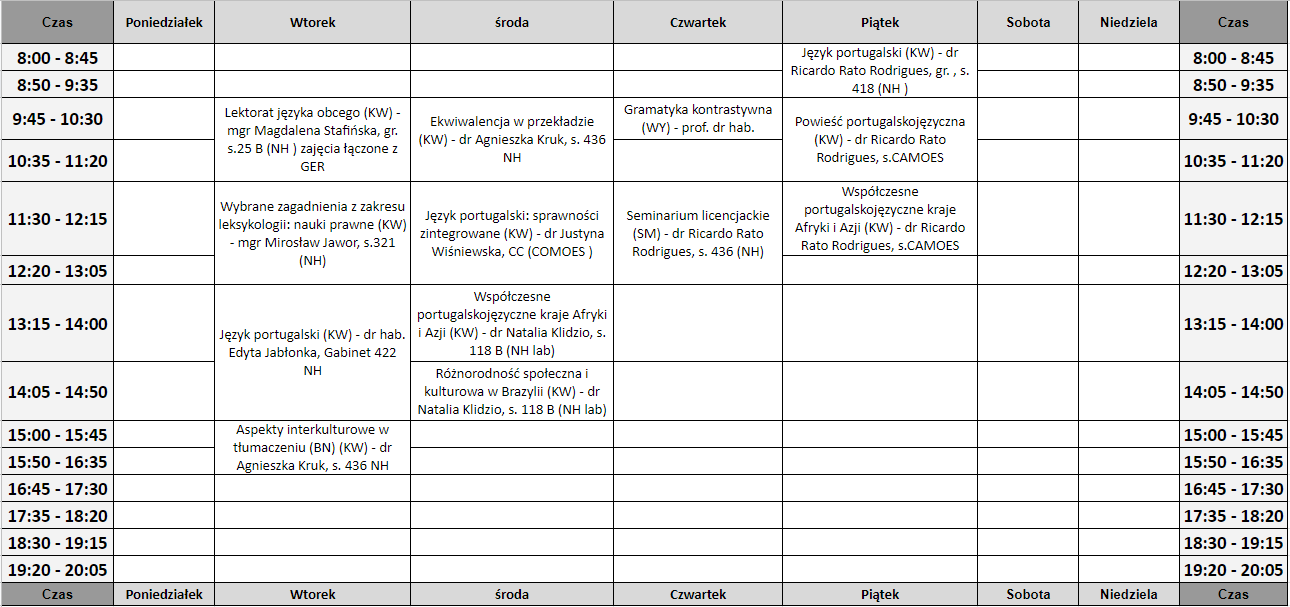 Czas Poniedziałek Wtorek środa Czwartek Piątek Sobota Niedziela Czas
8:00 - 8:45 8:00 - 8:45
Język portugalski (KW) - dr
Ricardo Rato Rodrigues, gr. , s.
418 (NH )
8:50 - 9:35 8:50 - 9:35
9:45 - 10:30 9:45 - 10:30
Lektorat języka obcego (KW) -
mgr Magdalena Stafińska, gr.
s.25 B (NH ) zajęcia łączone z
GER
Ekwiwalencja w przekładzie
(KW) - dr Agnieszka Kruk, s. 436
NH
Gramatyka kontrastywna
(WY) - prof. dr hab.
Powieść portugalskojęzyczna
(KW) - dr Ricardo Rato
Rodrigues, s.CAMOES
10:35 - 11:20 10:35 - 11:20
11:30 - 12:15 11:30 - 12:15
Wybrane zagadnienia z zakresu
leksykologii: nauki prawne (KW)
- mgr Mirosław Jawor, s.321
(NH)
Język portugalski: sprawności
zintegrowane (KW) - dr Justyna
Wiśniewska, CC (COMOES )
Seminarium licencjackie
(SM) - dr Ricardo Rato
Rodrigues, s. 436 (NH)
Współczesne
portugalskojęzyczne kraje
Afryki i Azji (KW) - dr Ricardo
Rato Rodrigues, s.CAMOES
12:20 - 13:05 12:20 - 13:05
13:15 - 14:00 13:15 - 14:00
Język portugalski (KW) - dr hab.
Edyta Jabłonka, Gabinet 422
NH
Współczesne
portugalskojęzyczne kraje Afryki
i Azji (KW) - dr Natalia Klidzio, s.
118 B (NH lab)
14:05 - 14:50 14:05 - 14:50
Różnorodność społeczna i
kulturowa w Brazylii (KW) - dr
Natalia Klidzio, s. 118 B (NH lab)
15:00 - 15:45 15:00 - 15:45
Aspekty interkulturowe w
tłumaczeniu (BN) (KW) - dr
Agnieszka Kruk, s. 436 NH
15:50 - 16:35 15:50 - 16:35
16:45 - 17:30 16:45 - 17:30
17:35 - 18:20 17:35 - 18:20
18:30 - 19:15 18:30 - 19:15
19:20 - 20:05 19:20 - 20:05
Czas Poniedziałek Wtorek środa Czwartek Piątek Sobota Niedziela Czas